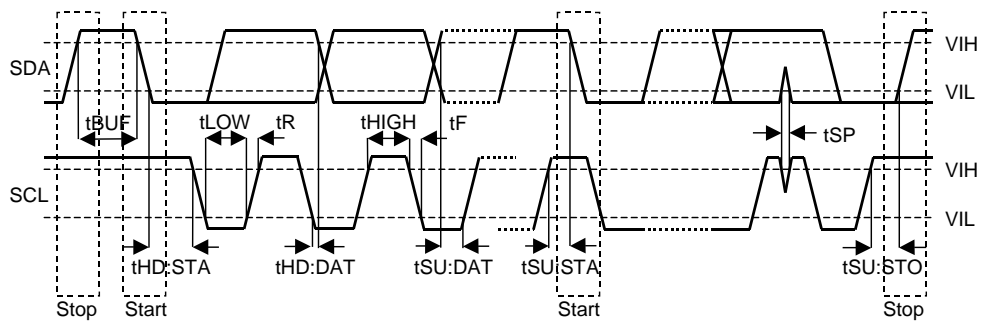 VIH
SDA
VIL
tBUF tLOW tR tHIGH tF tSP
VIH
SCL
VIL
tHD:STA tHD:DAT tSU:DAT tSU:STA tSU:STO
Stop Start Start Stop